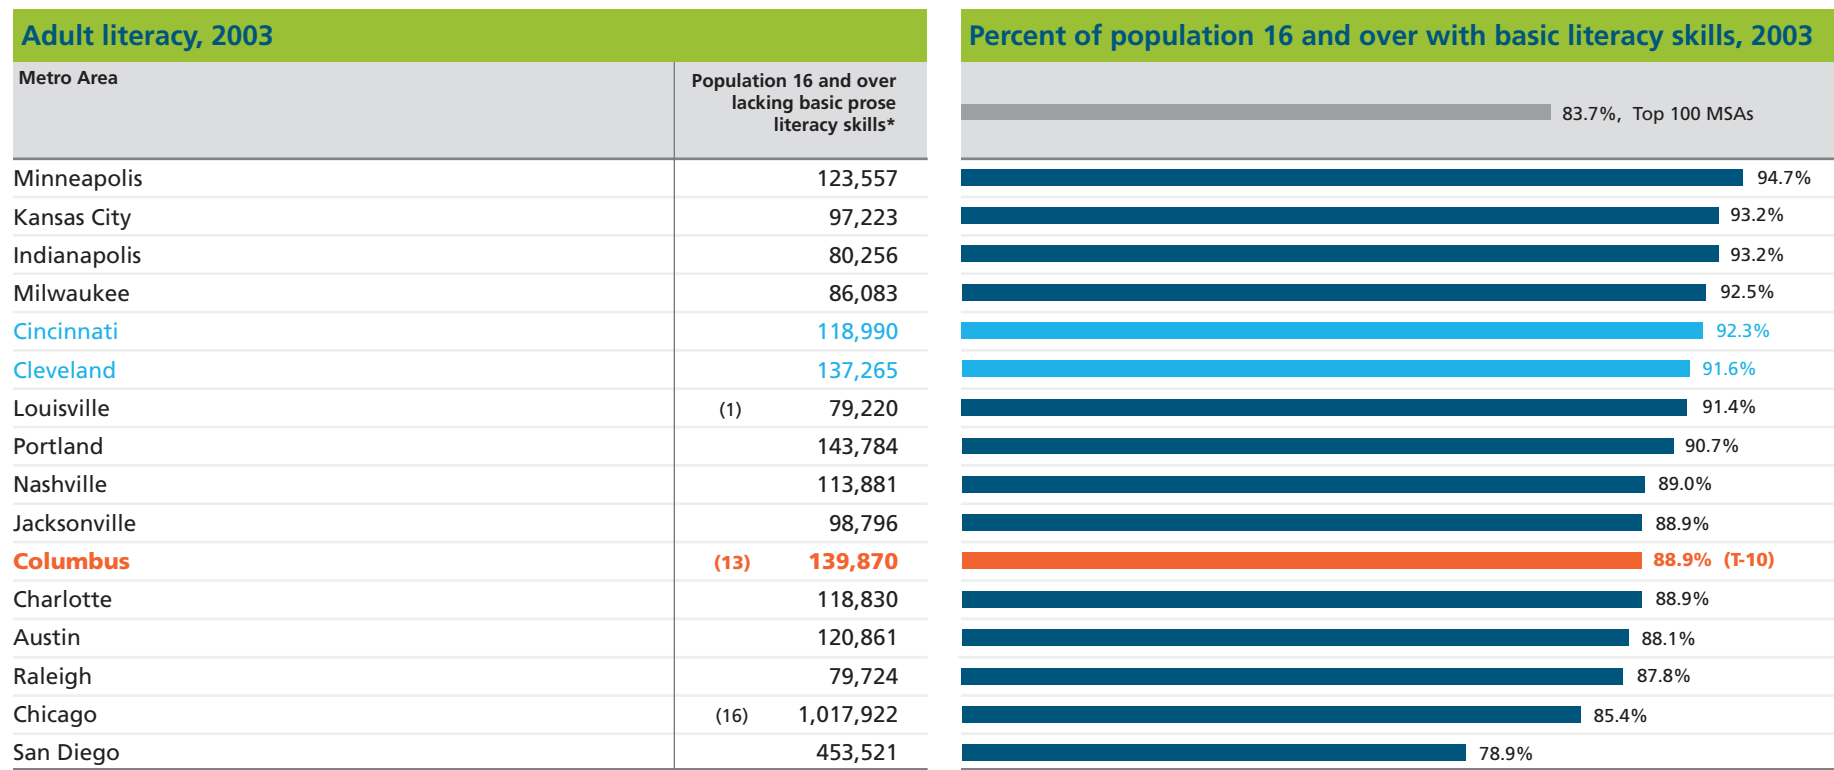 Adult literacy, 2003
Percent of population 16 and over with basic literacy skills, 2003
Metro Area
Population 16 and over
lacking basic prose
literacy skills*
83.7%, Top 100 MSAs
Minneapolis 123,557 94.7%
Kansas City 97,223 93.2%
Indianapolis 80,256 93.2%
Milwaukee 86,083 92.5%
Cincinnati 118,990 92.3%
Cleveland 137,265 91.6%
Louisville (1) 79,220 91.4%
Portland 143,784 90.7%
Nashville 113,881 89.0%
Jacksonville 98,796 88.9%
Columbus (13) 139,870 88.9% (T-10)
Charlotte 118,830 88.9%
Austin 120,861 88.1%
Raleigh 79,724 87.8%
Chicago (16) 1,017,922 85.4%
San Diego 453,521 78.9%